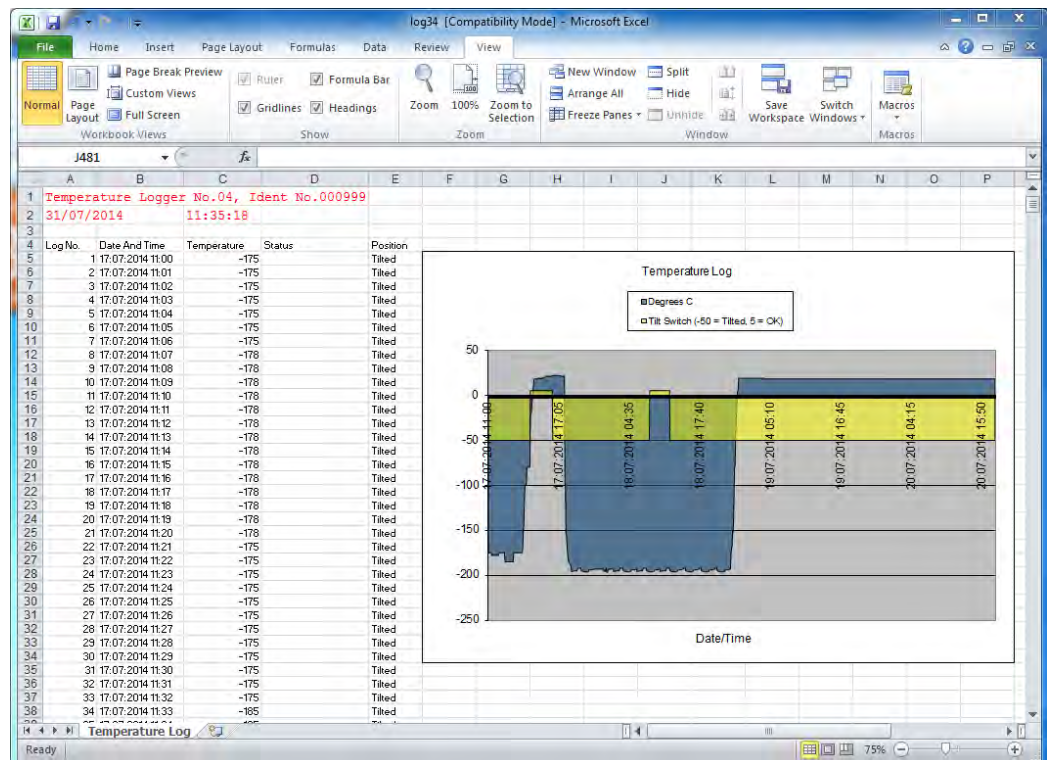 log34 [Compatibility Mode] - Microsoft Excel
File Home Insert Page Layout Formulas Data Review View
Normal
Page Layout
Page Break Preview
Custom Views
Full Screen
Workbook Views
Ruler
Formula Bar
Gridlines
Headings
Show
Zoom
100%
Zoom to Selection
Zoom
New Window
Arrange All
Freeze Panes
Split
Hide
Unhide
Window
Save Workspace
Switch Windows
Macros
Macros
J481 fx
A B C D E F G H I J K L M N O P
1 Temperature Logger No.04, Ident No.000999
2 31/07/2014 11:35:18
3
4 Log No. Date And Time Temperature Status Position
5 1 17:07:2014 11:00 -175 Tilted
6 2 17:07:2014 11:01 -175 Tilted
7 3 17:07:2014 11:02 -175 Tilted
8 4 17:07:2014 11:03 -175 Tilted
9 5 17:07:2014 11:04 -175 Tilted
10 6 17:07:2014 11:05 -175 Tilted
11 7 17:07:2014 11:06 -175 Tilted
12 8 17:07:2014 11:07 -178 Tilted
13 9 17:07:2014 11:08 -178 Tilted
14 10 17:07:2014 11:09 -178 Tilted
15 11 17:07:2014 11:10 -178 Tilted
16 12 17:07:2014 11:11 -178 Tilted
17 13 17:07:2014 11:12 -178 Tilted
18 14 17:07:2014 11:13 -178 Tilted
19 15 17:07:2014 11:14 -178 Tilted
20 16 17:07:2014 11:15 -178 Tilted
21 17 17:07:2014 11:16 -178 Tilted
22 18 17:07:2014 11:17 -178 Tilted
23 19 17:07:2014 11:18 -178 Tilted
24 20 17:07:2014 11:19 -178 Tilted
25 21 17:07:2014 11:20 -178 Tilted
26 22 17:07:2014 11:21 -175 Tilted
27 23 17:07:2014 11:22 -175 Tilted
28 24 17:07:2014 11:23 -175 Tilted
29 25 17:07:2014 11:24 -175 Tilted
30 26 17:07:2014 11:25 -175 Tilted
31 27 17:07:2014 11:26 -175 Tilted
32 28 17:07:2014 11:27 -175 Tilted
33 29 17:07:2014 11:28 -175 Tilted
34 30 17:07:2014 11:29 -175 Tilted
35 31 17:07:2014 11:30 -175 Tilted
36 32 17:07:2014 11:31 -175 Tilted
37 33 17:07:2014 11:32 -175 Tilted
38 34 17:07:2014 11:33 -185 Tilted
Temperature Log
Degrees C
Tilt Switch (-50 = Tilted, 5 = OK)
50
0
-50
-100
-150
-200
-250
17:07:2014 11:00
17:07:2014 17:05
18:07:2014 04:35
18:07:2014 17:40
19:07:2014 05:10
19:07:2014 16:45
20:07:2014 04:15
20:07:2014 15:50
Date/Time
Temperature Log
Ready 75%